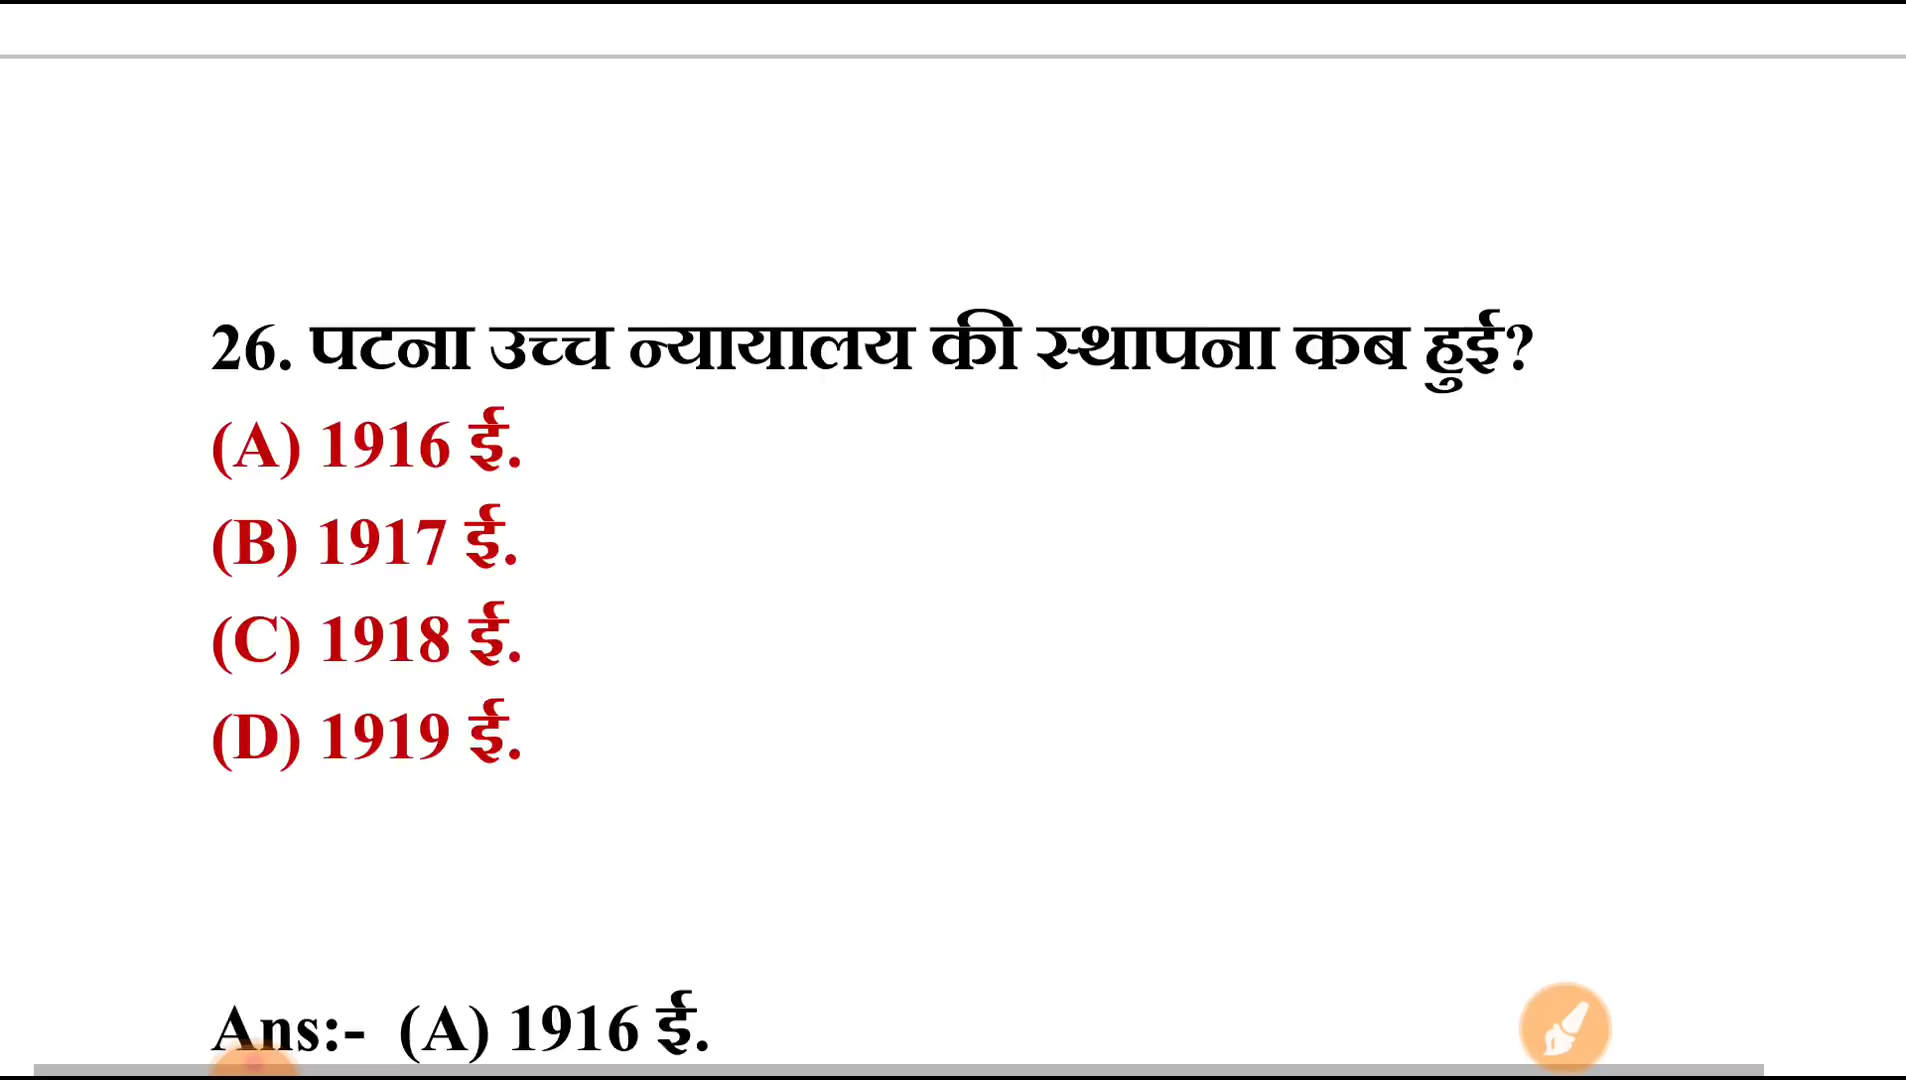 26. पटना उच्च न्यायालय की स्थापना कब हुई?
(A) 1916 ई.
(B) 1917 ई.
(C) 1918 ई.
(D) 1919 ई.
Ans:- (A) 1916 ई.